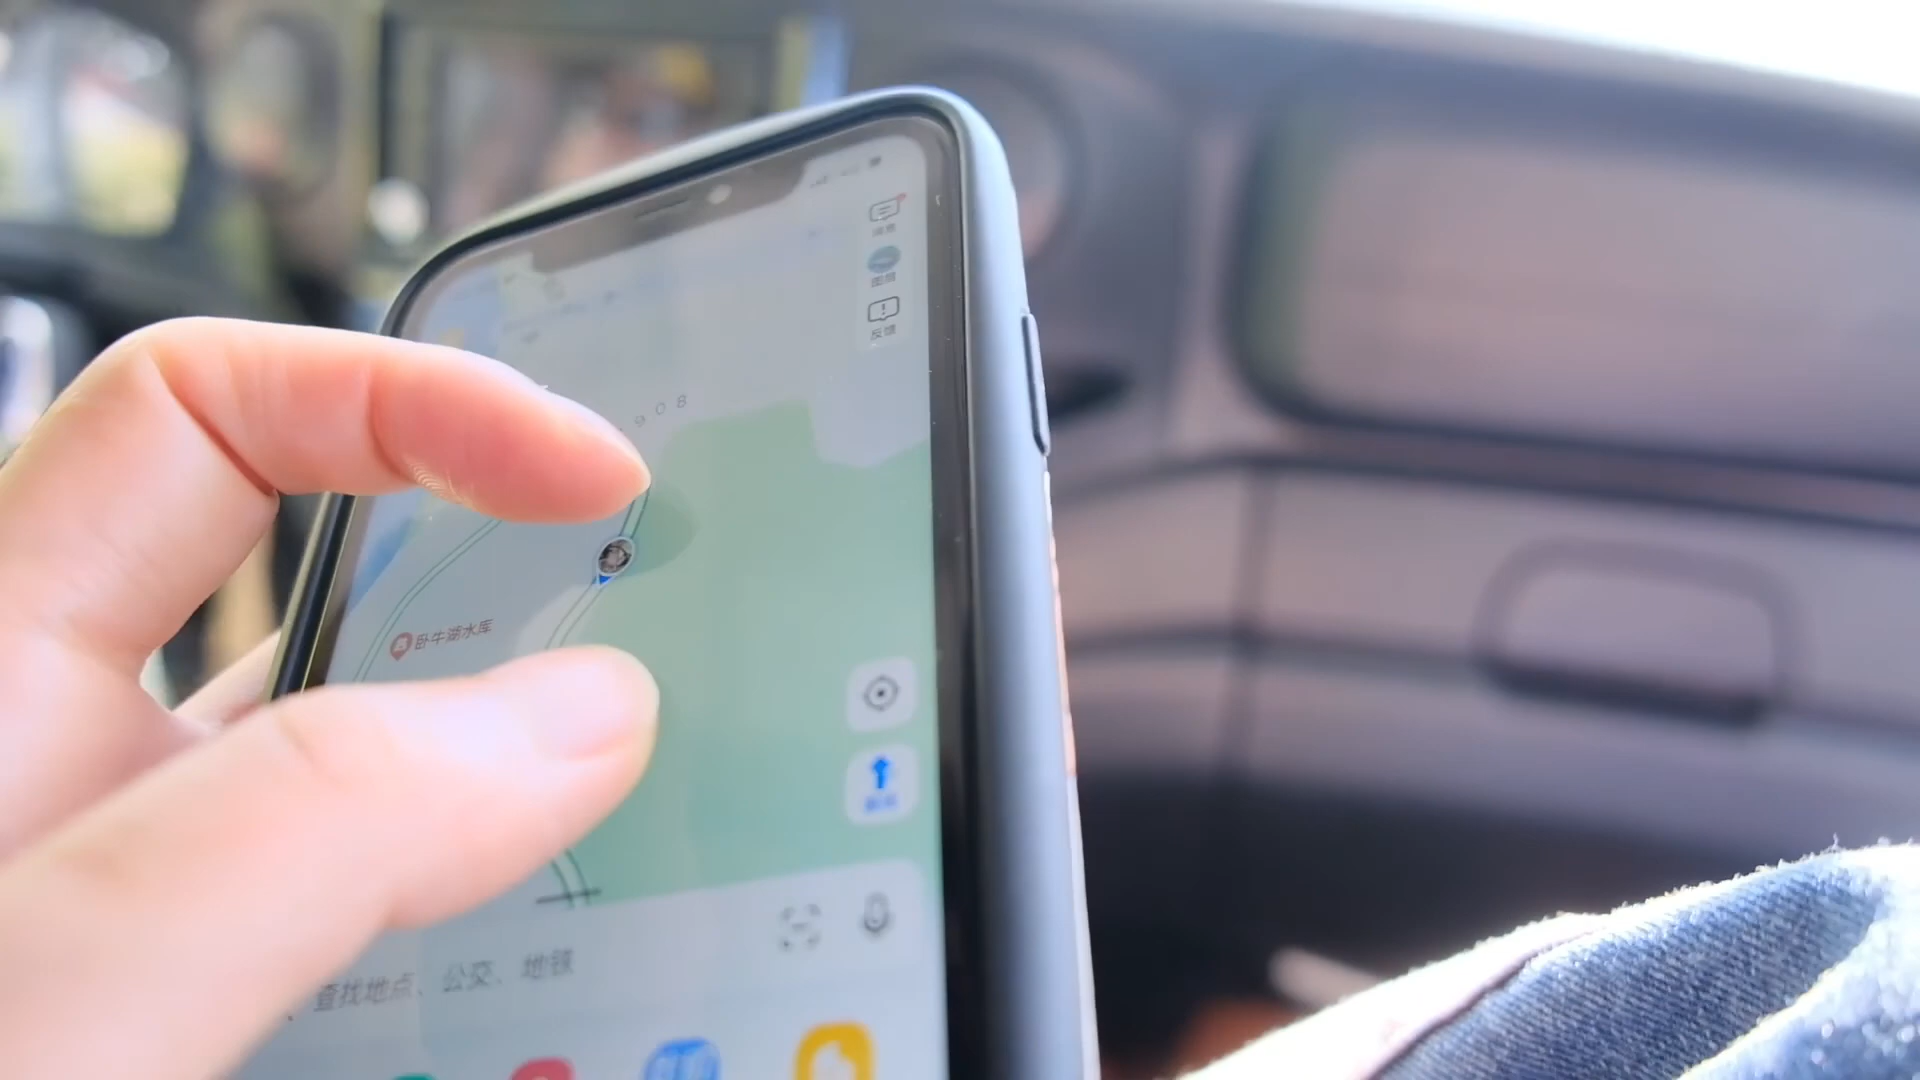 消息
图层
反馈
908
卧牛湖水库
查找地点、公交、地铁